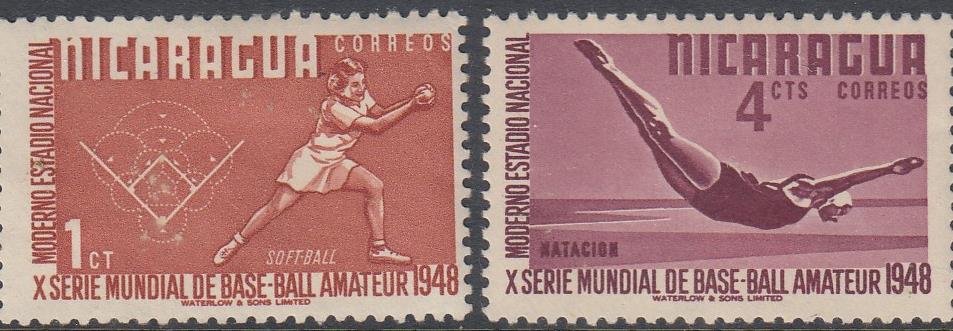 NICARAGUA
CORREOS
MODERNO ESTADIO NACIONAL
1 CT
SOFT-BALL
X SERIE MUNDIAL DE BASE-BALL AMATEUR 1948
WATERLOW & SONS LIMITED
NICARAGUA
4 CTS CORREOS
MODERNO ESTADIO NACIONAL
NATACION
X SERIE MUNDIAL DE BASE-BALL AMATEUR 1948
WATERLOW & SONS LIMITED